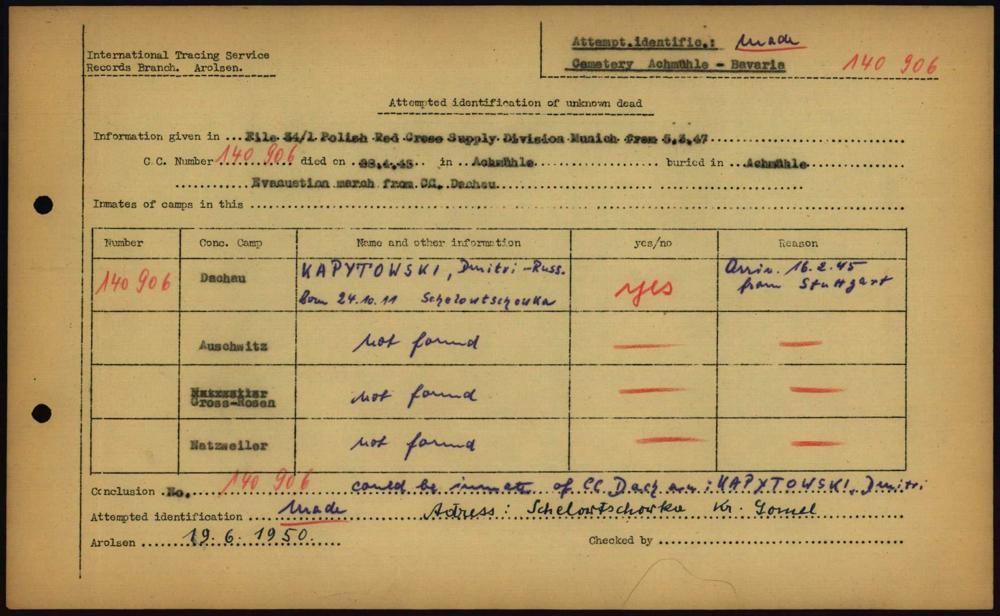 International Tracing Service
Records Branch. Arolsen.
Attempt.identific.: Made
Cemetery Achmühle - Bavaria 140 906
Attempted identification of unknown dead
Information given in ... File 34/1 Polish Red Cross Supply Division Munich from 5.3.47
C.C. Number 140 906 died on .4.45 in Achmühle buried in Achmühle
Evacuation march from CC. Dachau
Inmates of camps in this
Number Conc. Camp Name and other information yes/no Reason
140 906 Dachau KAPYTOWSKI, Dmitri-Russ. born 24.10.11 Schelowtschowka yes Arriv. 16.2.45 from Stuttgart
Auschwitz not found — —
Natzweiler
Gross-Rosen not found — —
Natzweiler not found — —
Conclusion No. 140 906 could be inmate of CC Dachau: KAPYTOWSKI, Dmitri
Attempted identification Made Adress: Schelowtschowka Kr. Gomel
Arolsen 19.6.1950. Checked by